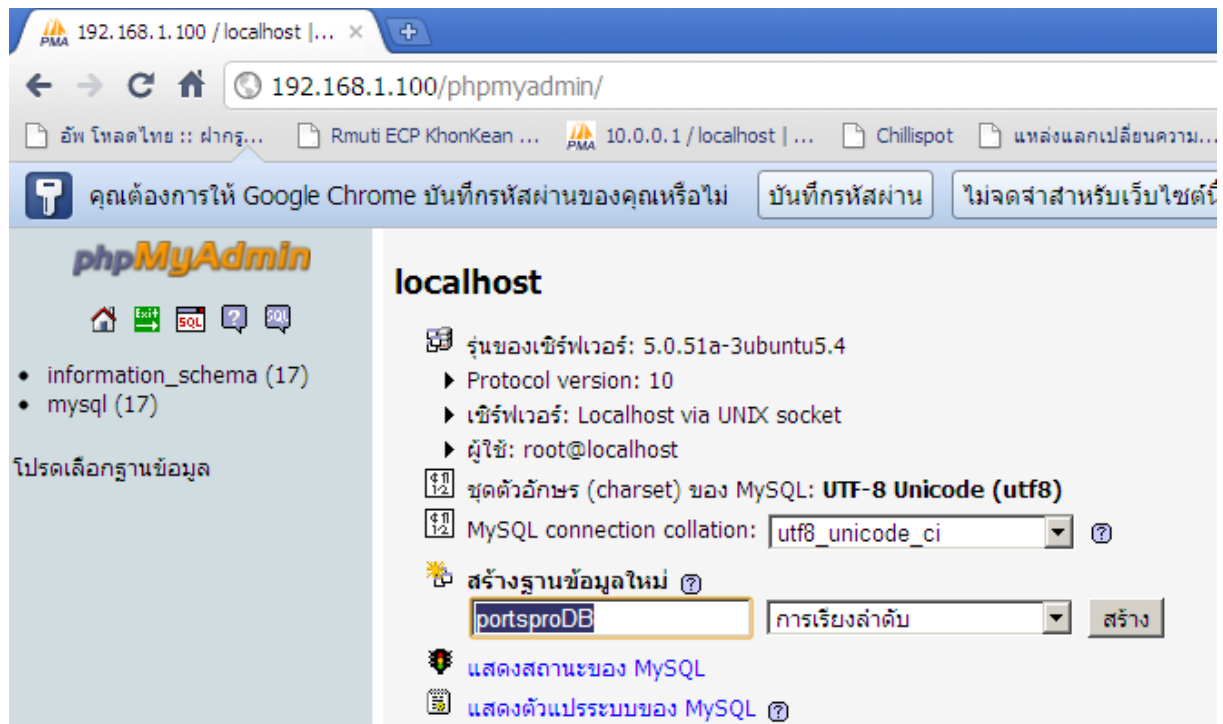 192.168.1.100 / localhost |...
192.168.1.100/phpmyadmin/
อัพ โหลดไทย :: ฝากรู...
Rmuti ECP KhonKean ...
10.0.0.1 / localhost | ...
Chillispot
แหล่งแลกเปลี่ยนความ...
คุณต้องการให้ Google Chrome บันทึกรหัสผ่านของคุณหรือไม่
บันทึกรหัสผ่าน
ไม่จดจำสำหรับเว็บไซต์นี้
phpMyAdmin
information_schema (17)
mysql (17)
โปรดเลือกฐานข้อมูล
localhost
รุ่นของเซิร์ฟเวอร์: 5.0.51a-3ubuntu5.4
Protocol version: 10
เซิร์ฟเวอร์: Localhost via UNIX socket
ผู้ใช้: root@localhost
ชุดตัวอักษร (charset) ของ MySQL: UTF-8 Unicode (utf8)
MySQL connection collation: utf8_unicode_ci
สร้างฐานข้อมูลใหม่
portsproDB การเรียงลำดับ สร้าง
แสดงสถานะของ MySQL
แสดงตัวแปรระบบของ MySQL